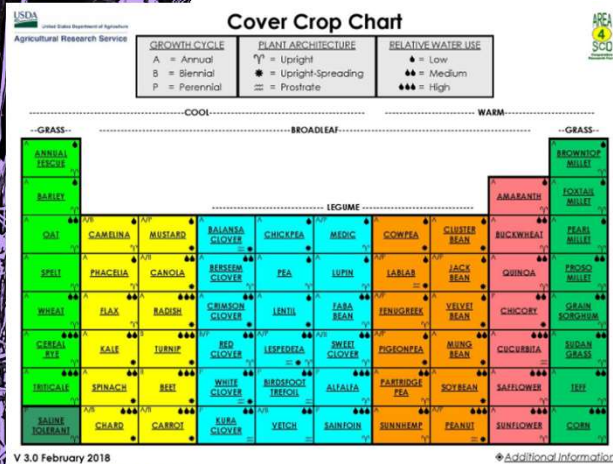 USDA
United States Department of Agriculture
Agricultural Research Service
Cover Crop Chart
AREA
4
SCD
GROWTH CYCLE
A = Annual
B = Biennial
P = Perennial
PLANT ARCHITECTURE
= Upright
= Upright-Spreading
= Prostrate
RELATIVE WATER USE
= Low
= Medium
= High
COOL
WARM
GRASS
BROADLEAF
GRASS
ANNUAL FESCUE
BROWNTOP MILLET
BARLEY
LEGUME
AMARANTH
FOXTAIL MILLET
OAT
CAMELINA
MUSTARD
BALANSA CLOVER
CHICKPEA
MEDIC
COWPEA
CLUSTER BEAN
BUCKWHEAT
PEARL MILLET
SPELT
PHACELIA
CANOLA
BERSEEM CLOVER
PEA
LUPIN
LABLAB
JACK BEAN
QUINOA
PROSO MILLET
WHEAT
FLAX
RADISH
CRIMSON CLOVER
LENTIL
FABA BEAN
FENUGREEK
VELVET BEAN
CHICORY
GRAIN SORGHUM
CEREAL RYE
KALE
TURNIP
RED CLOVER
LESPEDEZA
SWEET CLOVER
PIGEONPEA
MUNG BEAN
CUCURBITA
SUDAN GRASS
TRITICALE
SPINACH
BEET
WHITE CLOVER
BIRDSFOOT TREFOIL
ALFALFA
PARTRIDGE PEA
SOYBEAN
SAFFLOWER
TEFF
SALINE TOLERANT
CHARD
CARROT
KURA CLOVER
VETCH
SAINFOIN
SUNNHEMP
PEANUT
SUNFLOWER
CORN
V 3.0 February 2018
Additional Information